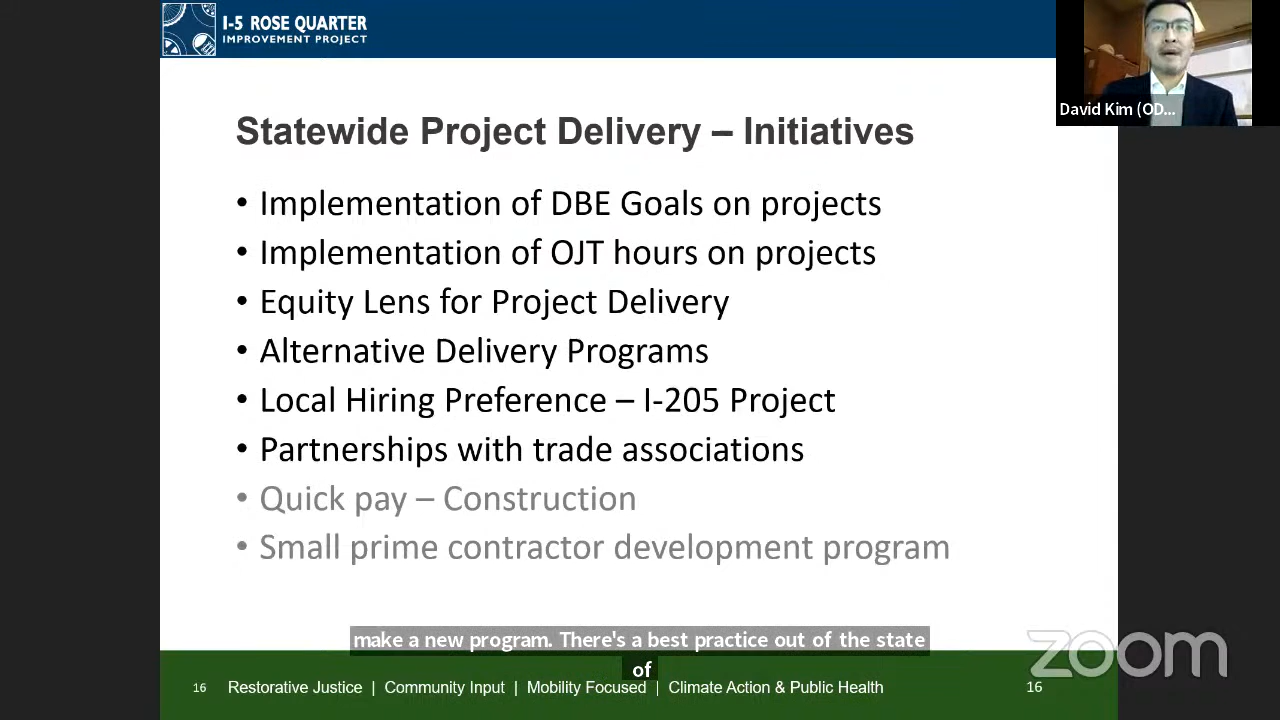 I-5 ROSE QUARTER
IMPROVEMENT PROJECT
David Kim (OD...
Statewide Project Delivery – Initiatives
• Implementation of DBE Goals on projects
• Implementation of OJT hours on projects
• Equity Lens for Project Delivery
• Alternative Delivery Programs
• Local Hiring Preference – I-205 Project
• Partnerships with trade associations
• Quick pay – Construction
• Small prime contractor development program
make a new program. There's a best practice out of the state
of
zoom
16 Restorative Justice | Community Input | Mobility Focused | Climate Action & Public Health 16